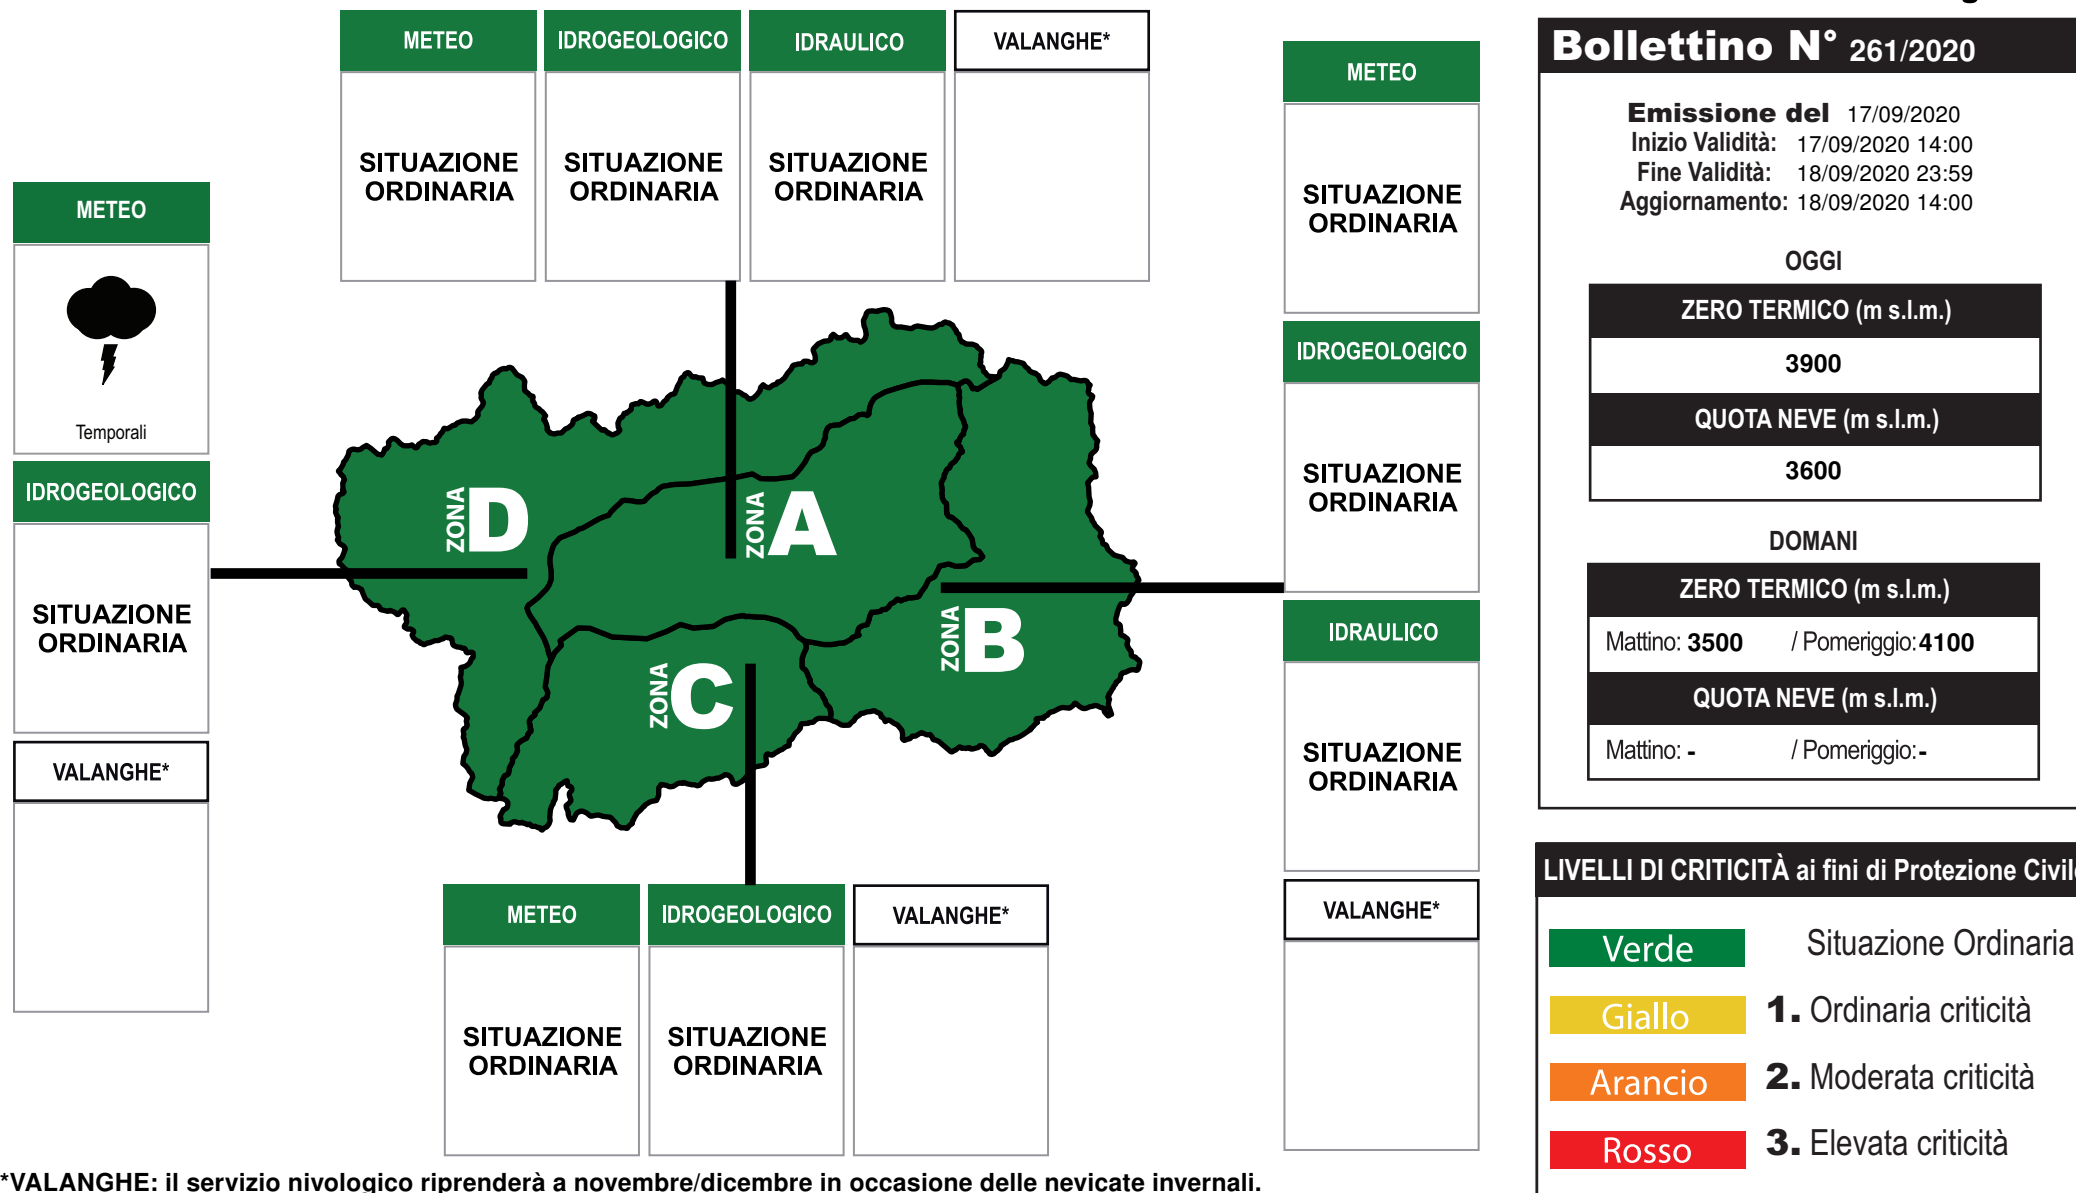 METEO
IDROGEOLOGICO
IDRAULICO
VALANGHE*
SITUAZIONE
ORDINARIA
SITUAZIONE
ORDINARIA
SITUAZIONE
ORDINARIA
METEO
Temporali
IDROGEOLOGICO
SITUAZIONE
ORDINARIA
VALANGHE*
ZONA D
ZONA A
ZONA B
ZONA C
METEO
SITUAZIONE
ORDINARIA
IDROGEOLOGICO
SITUAZIONE
ORDINARIA
IDRAULICO
SITUAZIONE
ORDINARIA
VALANGHE*
METEO
IDROGEOLOGICO
VALANGHE*
SITUAZIONE
ORDINARIA
SITUAZIONE
ORDINARIA
*VALANGHE: il servizio nivologico riprenderà a novembre/dicembre in occasione delle nevicate invernali.
Bollettino N° 261/2020
Emissione del 17/09/2020
Inizio Validità: 17/09/2020 14:00
Fine Validità: 18/09/2020 23:59
Aggiornamento: 18/09/2020 14:00
OGGI
ZERO TERMICO (m s.l.m.)
3900
QUOTA NEVE (m s.l.m.)
3600
DOMANI
ZERO TERMICO (m s.l.m.)
Mattino: 3500 / Pomeriggio: 4100
QUOTA NEVE (m s.l.m.)
Mattino: - / Pomeriggio: -
LIVELLI DI CRITICITÀ ai fini di Protezione Civile
Verde Situazione Ordinaria
Giallo 1. Ordinaria criticità
Arancio 2. Moderata criticità
Rosso 3. Elevata criticità